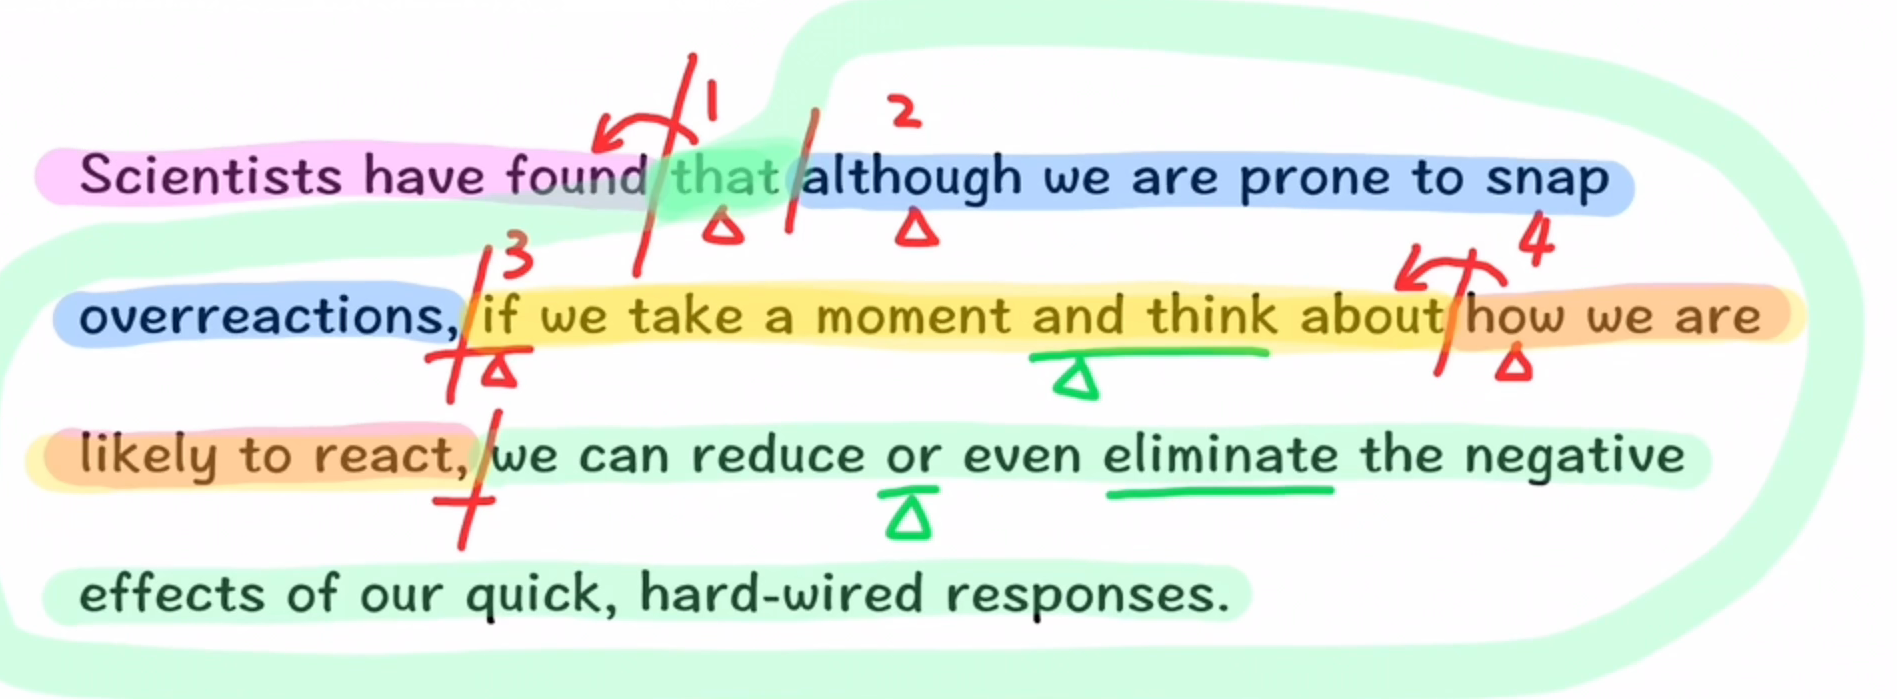 1 2
Scientists have found that although we are prone to snap
3 4
overreactions, if we take a moment and think about how we are
likely to react, we can reduce or even eliminate the negative
effects of our quick, hard-wired responses.